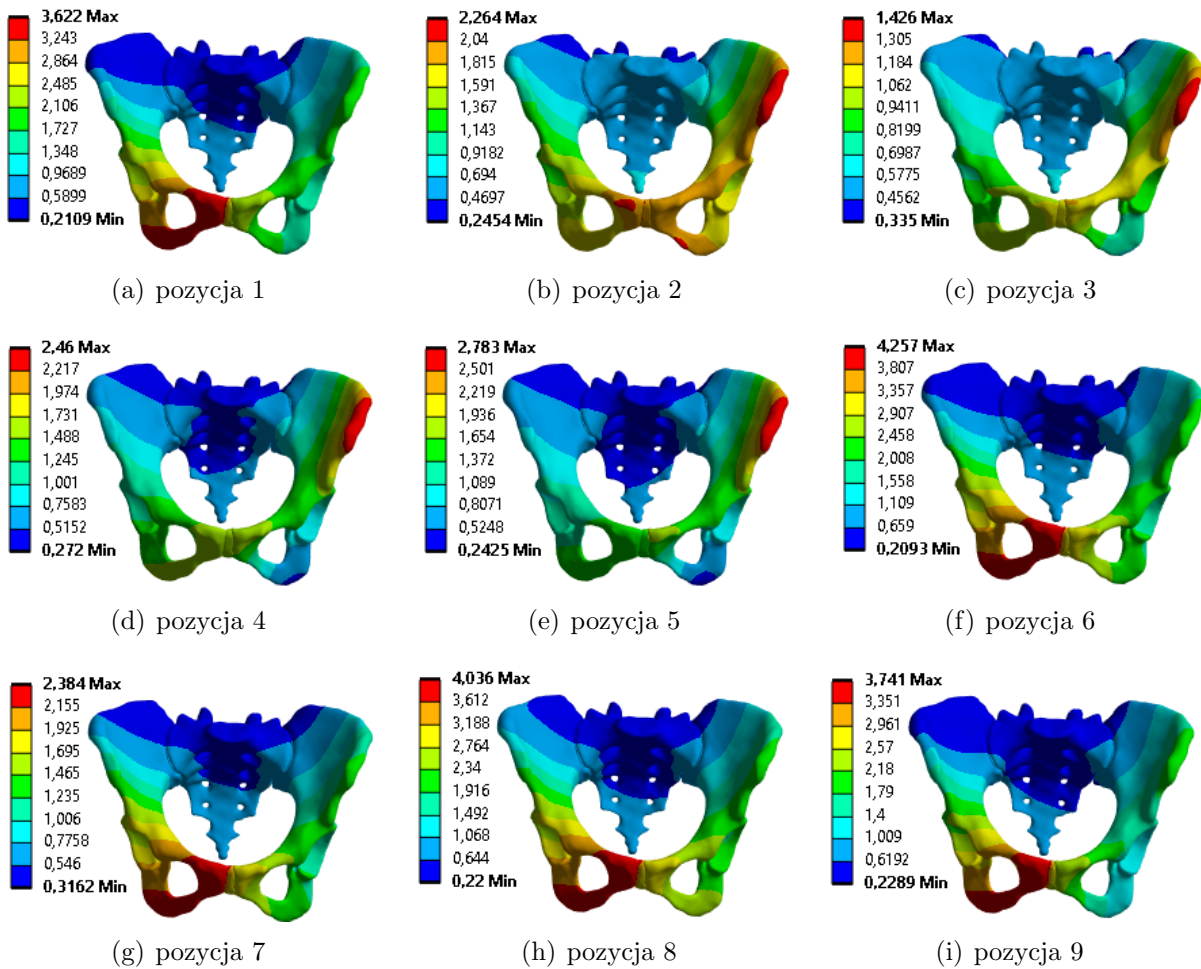 3,622 Max
3,243
2,864
2,485
2,106
1,727
1,348
0,9689
0,5899
0,2109 Min
(a) pozycja 1
2,264 Max
2,04
1,815
1,591
1,367
1,143
0,9182
0,694
0,4697
0,2454 Min
(b) pozycja 2
1,426 Max
1,305
1,184
1,062
0,9411
0,8199
0,6987
0,5775
0,4562
0,335 Min
(c) pozycja 3
2,46 Max
2,217
1,974
1,731
1,488
1,245
1,001
0,7583
0,5152
0,272 Min
(d) pozycja 4
2,783 Max
2,501
2,219
1,936
1,654
1,372
1,089
0,8071
0,5248
0,2425 Min
(e) pozycja 5
4,257 Max
3,807
3,357
2,907
2,458
2,008
1,558
1,109
0,659
0,2093 Min
(f) pozycja 6
2,384 Max
2,155
1,925
1,695
1,465
1,235
1,006
0,7758
0,546
0,3162 Min
(g) pozycja 7
4,036 Max
3,612
3,188
2,764
2,34
1,916
1,492
1,068
0,644
0,22 Min
(h) pozycja 8
3,741 Max
3,351
2,961
2,57
2,18
1,79
1,4
1,009
0,6192
0,2289 Min
(i) pozycja 9